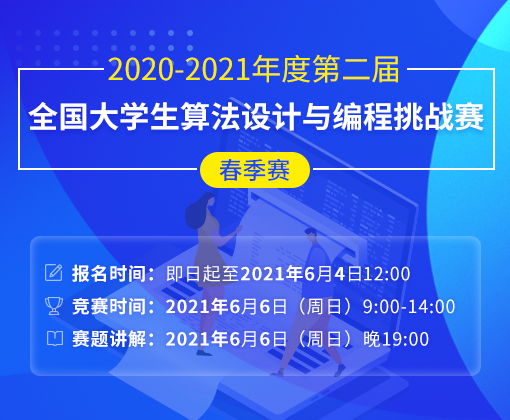 2020-2021年度第二届
全国大学生算法设计与编程挑战赛
春季赛
报名时间：即日起至2021年6月4日12:00
竞赛时间：2021年6月6日（周日）9:00-14:00
赛题讲解：2021年6月6日（周日）晚19:00